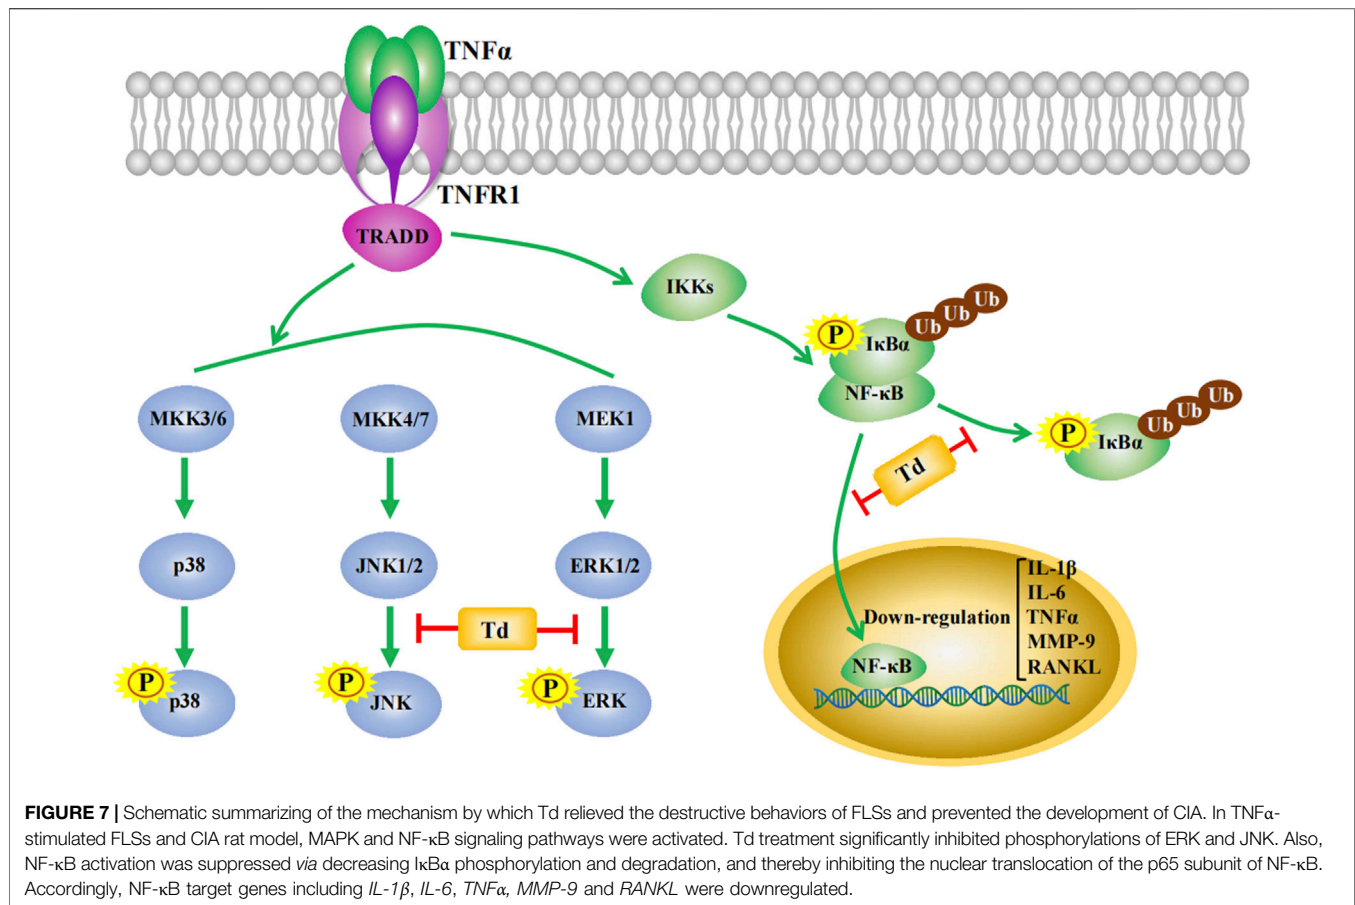 TNFα
TNFR1
TRADD
IKKs
P
IκBα
Ub Ub Ub
NF-κB
P
IκBα
Ub Ub Ub
Td
MKK3/6
MKK4/7
MEK1
p38
JNK1/2
ERK1/2
Td
P
p38
P
JNK
P
ERK
Down-regulation
IL-1β
IL-6
TNFα
MMP-9
RANKL
NF-κB
FIGURE 7 | Schematic summarizing of the mechanism by which Td relieved the destructive behaviors of FLSs and prevented the development of CIA. In TNFα-
stimulated FLSs and CIA rat model, MAPK and NF-κB signaling pathways were activated. Td treatment significantly inhibited phosphorylations of ERK and JNK. Also,
NF-κB activation was suppressed via decreasing IκBα phosphorylation and degradation, and thereby inhibiting the nuclear translocation of the p65 subunit of NF-κB.
Accordingly, NF-κB target genes including IL-1β, IL-6, TNFα, MMP-9 and RANKL were downregulated.